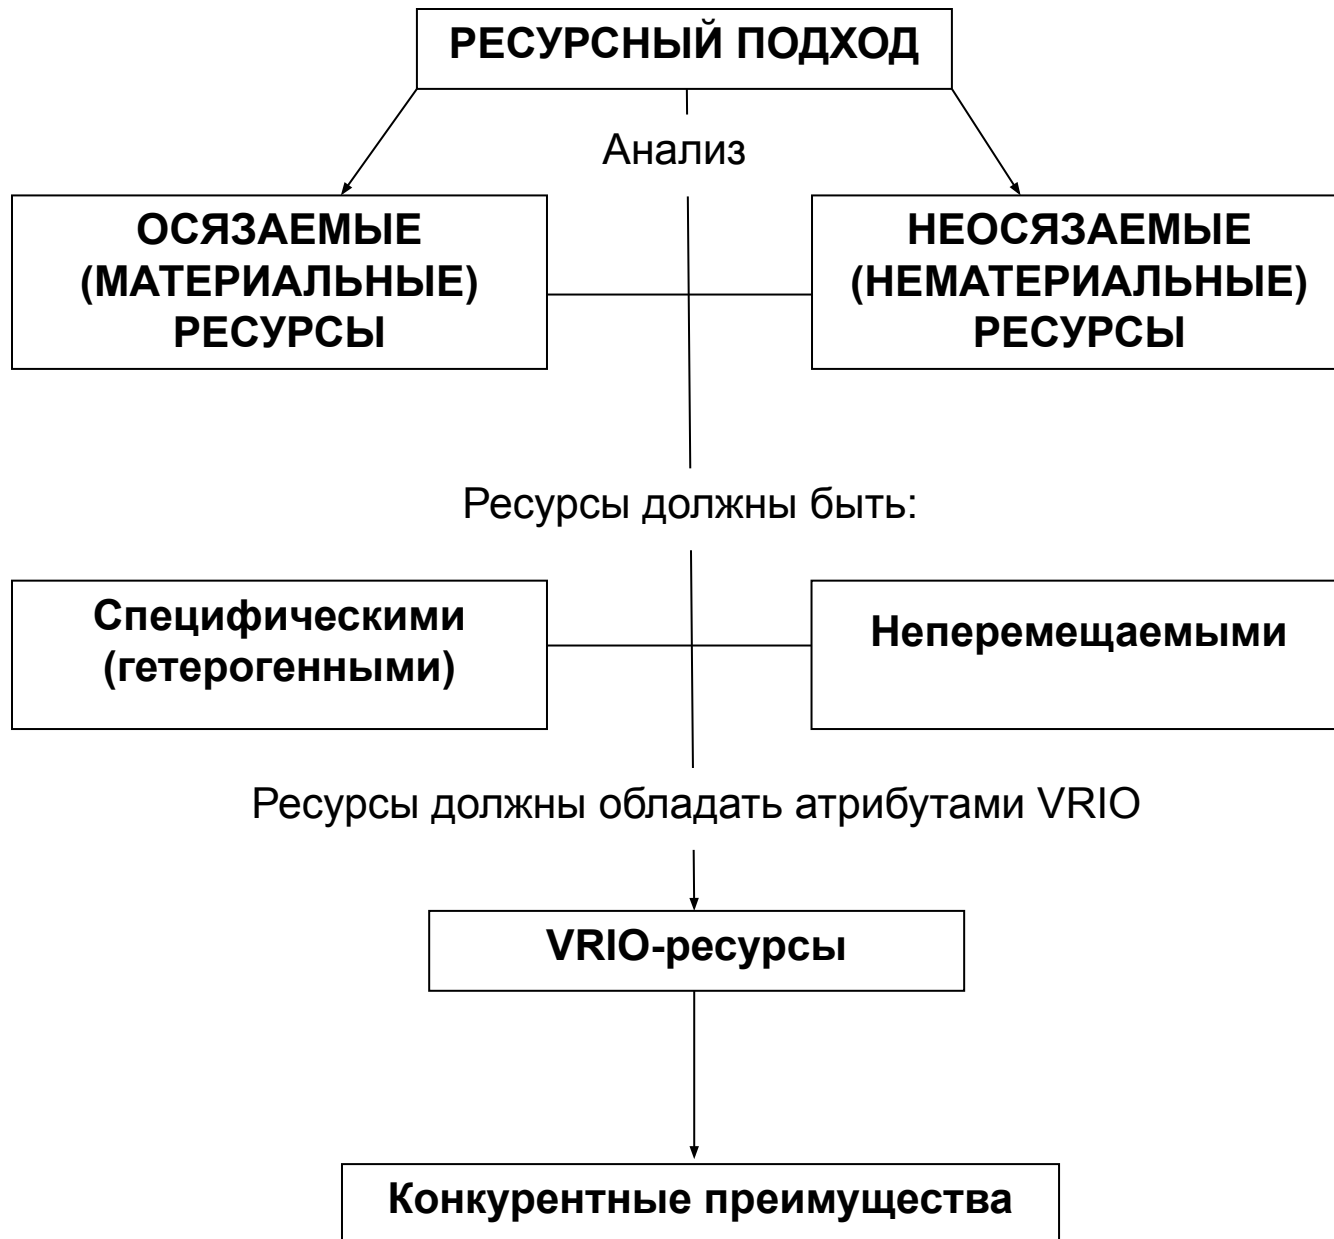 РЕСУРСНЫЙ ПОДХОД
Анализ
ОСЯЗАЕМЫЕ
(МАТЕРИАЛЬНЫЕ)
РЕСУРСЫ
НЕОСЯЗАЕМЫЕ
(НЕМАТЕРИАЛЬНЫЕ)
РЕСУРСЫ
Ресурсы должны быть:
Специфическими
(гетерогенными)
Неперемещаемыми
Ресурсы должны обладать атрибутами VRIO
VRIO-ресурсы
Конкурентные преимущества